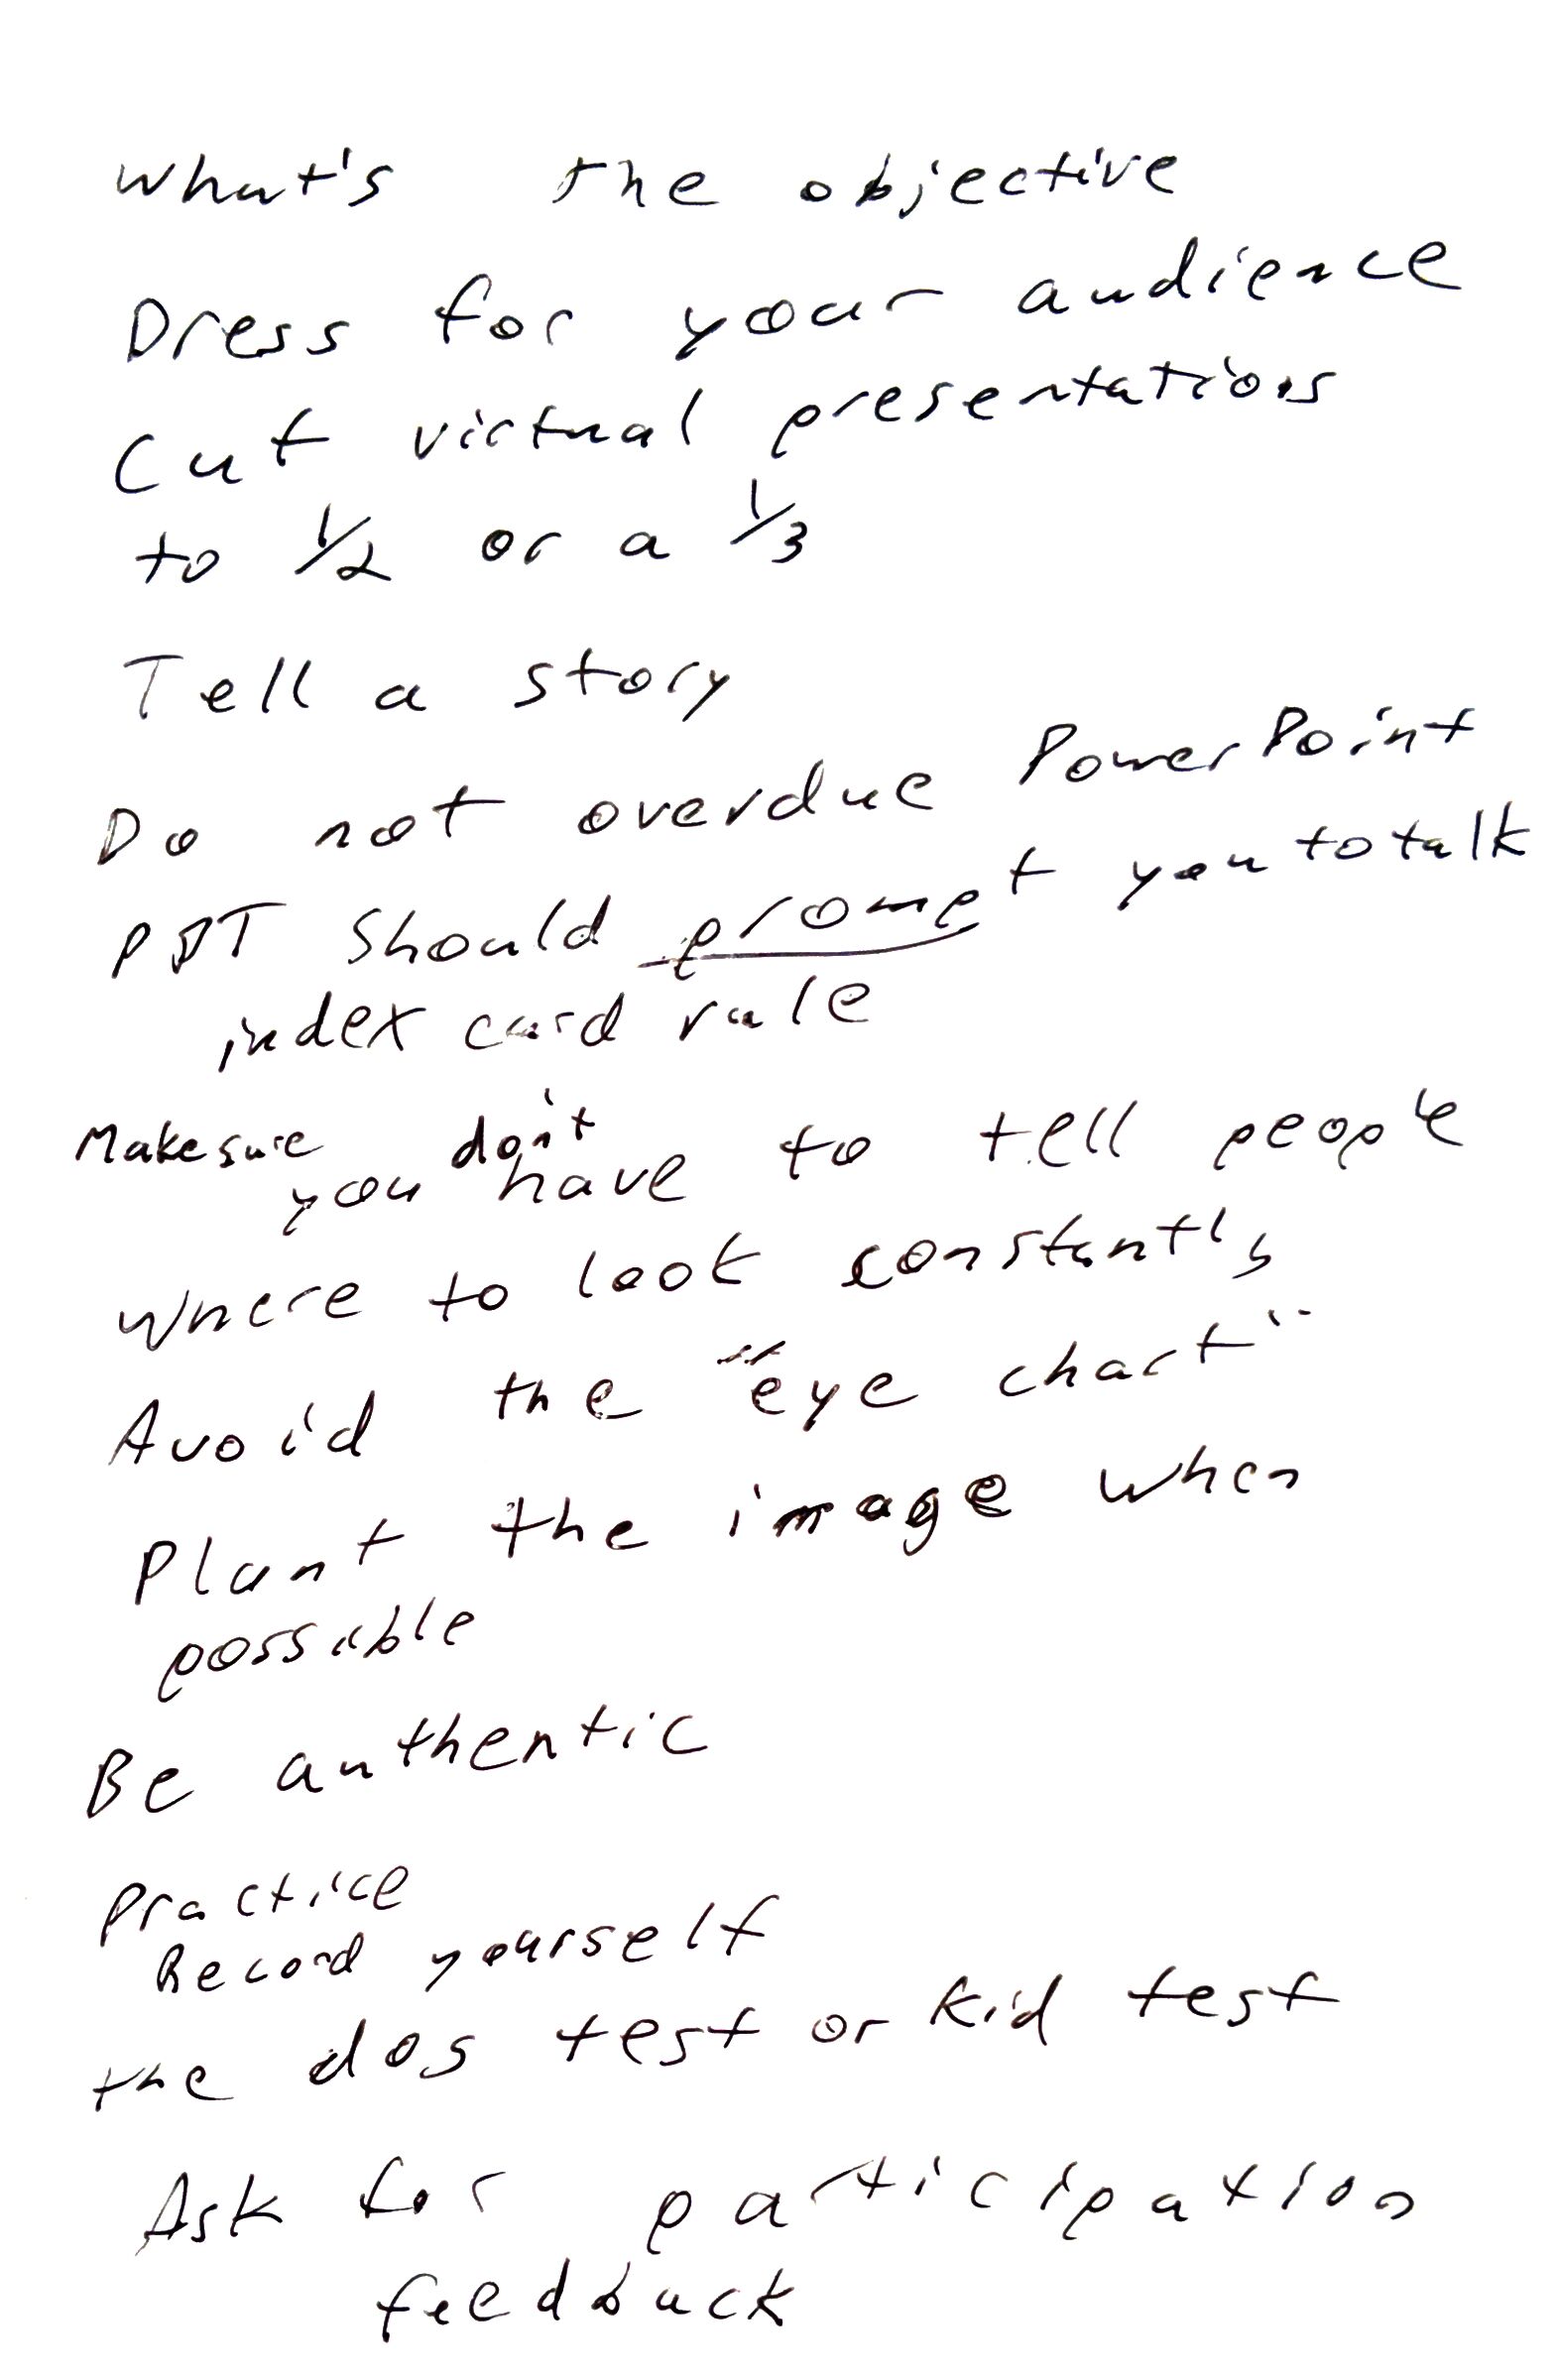 What's the objective
Dress for your audience
Cut virtual presentations
to 1/2 or a 1/3
Tell a story
Do not overdue PowerPoint
PPT should prompt you to talk
index card rule
Make sure you don't have to tell people
where to look constantly
Avoid the "eye chart"
Plant the image when
possible
Be authentic
Practice
Record yourself
the dog test or kid test
Ask for participation
feedback